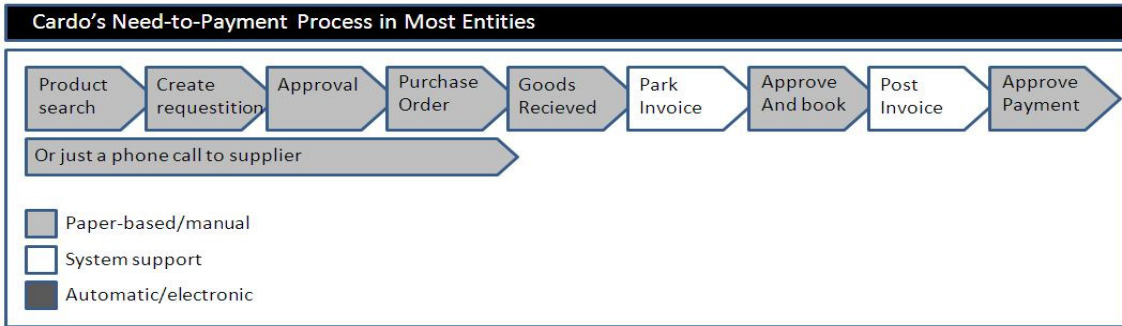 Cardo's Need-to-Payment Process in Most Entities
Product
search
Create
requestition
Approval
Purchase
Order
Goods
Recieved
Park
Invoice
Approve
And book
Post
Invoice
Approve
Payment
Or just a phone call to supplier
Paper-based/manual
System support
Automatic/electronic